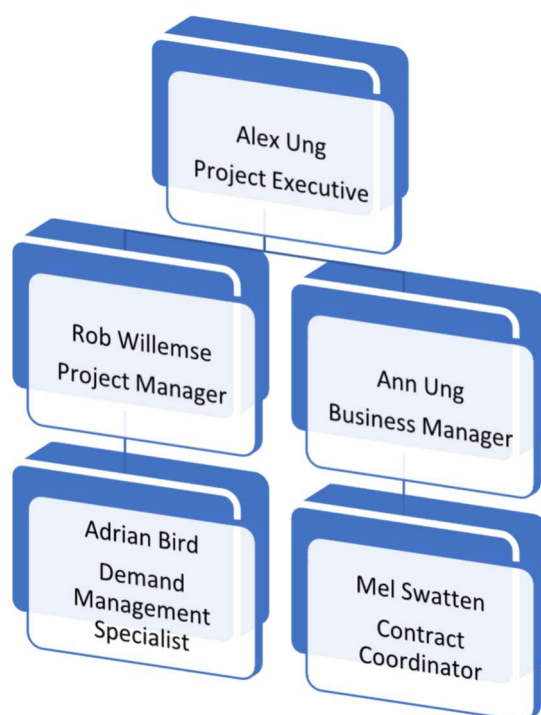 Alex Ung
Project Executive
Rob Willemse
Project Manager
Ann Ung
Business Manager
Adrian Bird
Demand
Management
Specialist
Mel Swatten
Contract
Coordinator